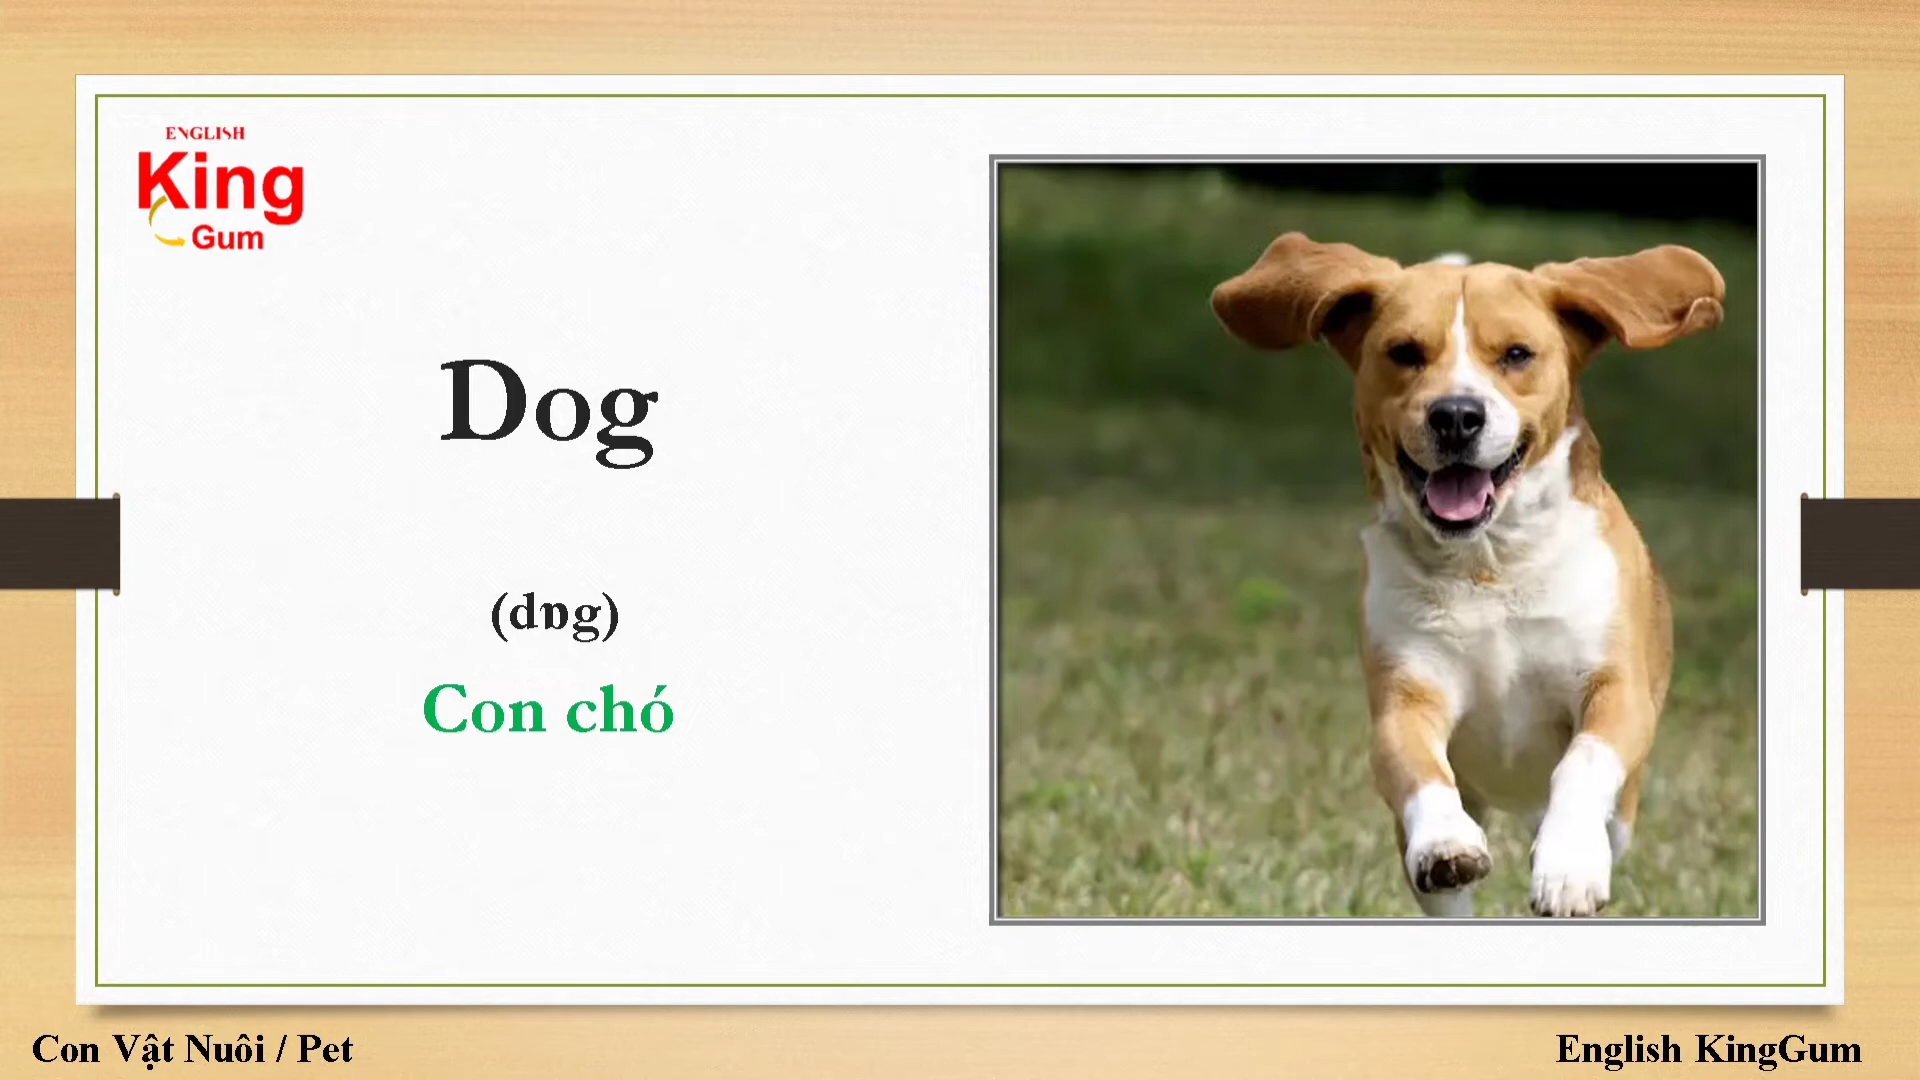 ENGLISH
King
Gum
Dog
(dɒg)
Con chó
Con Vật Nuôi / Pet
English KingGum